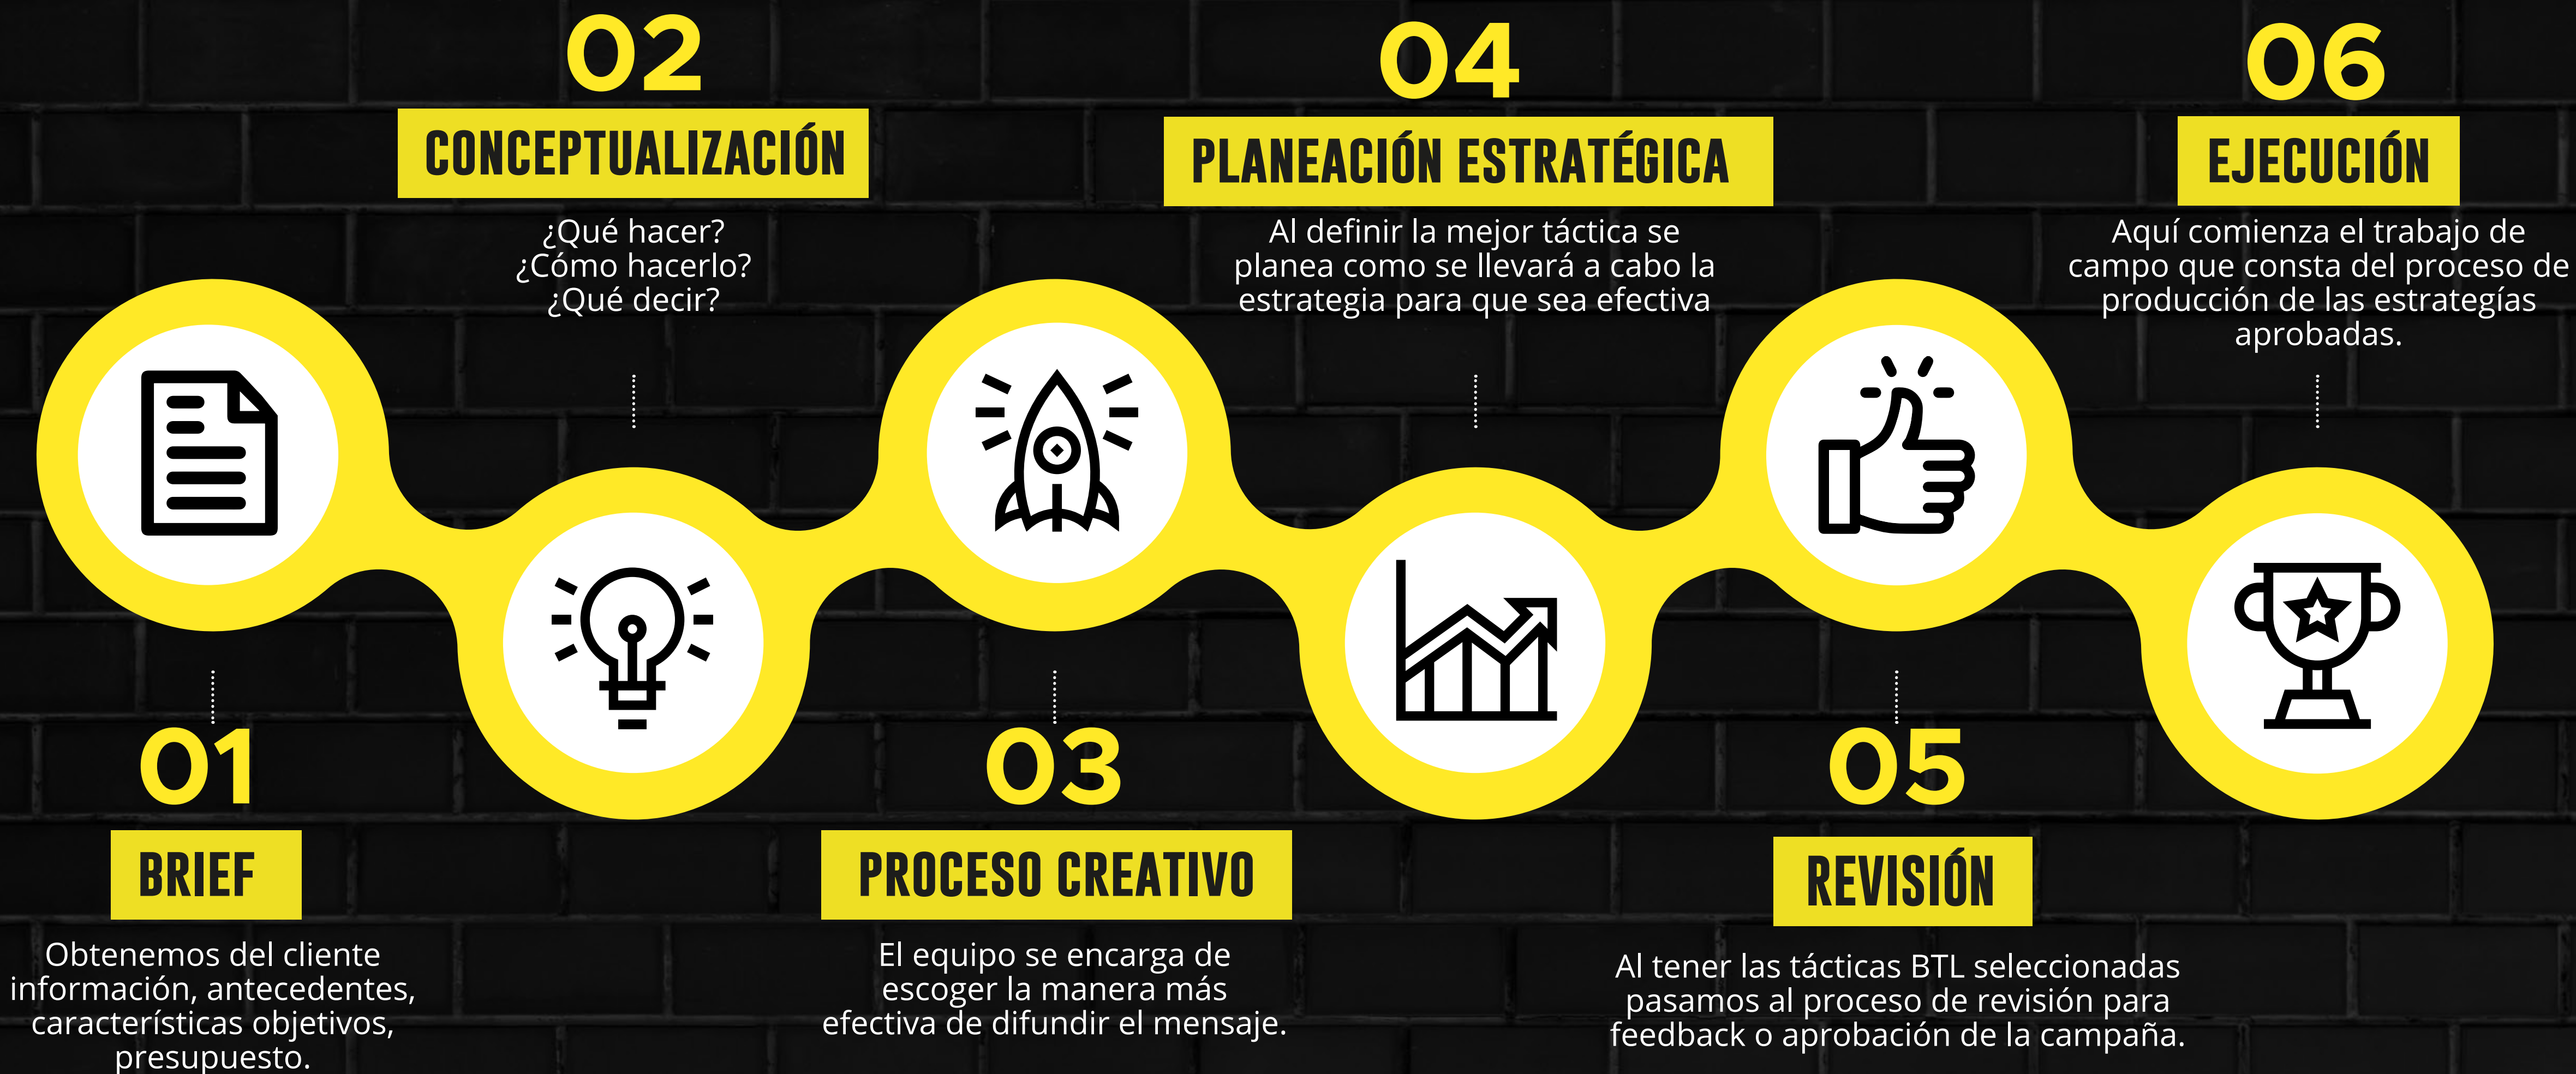 01
BRIEF
Obtenemos del cliente
información, antecedentes,
características objetivos,
presupuesto.
02
CONCEPTUALIZACIÓN
¿Qué hacer?
¿Cómo hacerlo?
¿Qué decir?
03
PROCESO CREATIVO
El equipo se encarga de
escoger la manera más
efectiva de difundir el mensaje.
04
PLANEACIÓN ESTRATÉGICA
Al definir la mejor táctica se
planea como se llevará a cabo la
estrategia para que sea efectiva
05
REVISIÓN
Al tener las tácticas BTL seleccionadas
pasamos al proceso de revisión para
feedback o aprobación de la campaña.
06
EJECUCIÓN
Aquí comienza el trabajo de
campo que consta del proceso de
producción de las estrategías
aprobadas.